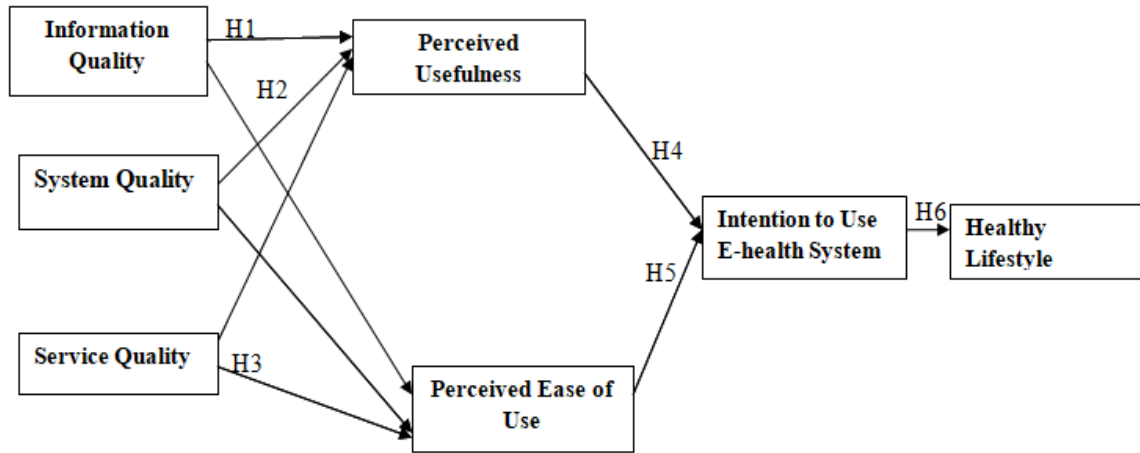 Information
Quality
H1
Perceived
Usefulness
H2
System Quality
H4
Intention to Use
E-health System
H6
Healthy
Lifestyle
H5
Service Quality
H3
Perceived Ease of
Use